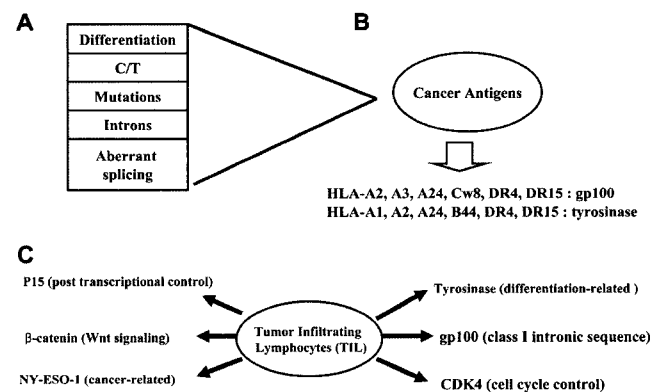 A
Differentiation
C/T
Mutations
Introns
Aberrant
splicing
B
Cancer Antigens
HLA-A2, A3, A24, Cw8, DR4, DR15 : gp100
HLA-A1, A2, A24, B44, DR4, DR15 : tyrosinase
C
P15 (post transcriptional control)
β-catenin (Wnt signaling)
NY-ESO-1 (cancer-related)
Tumor Infiltrating
Lymphocytes (TIL)
Tyrosinase (differentiation-related )
gp100 (class I intronic sequence)
CDK4 (cell cycle control)